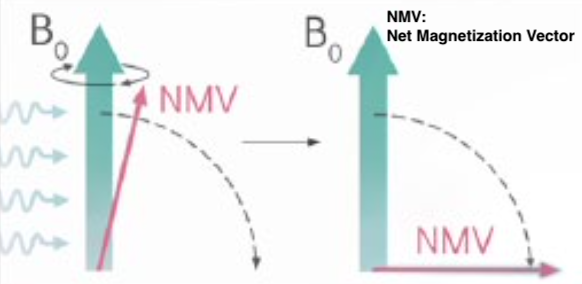 B0
NMV
B0
NMV:
Net Magnetization Vector
NMV